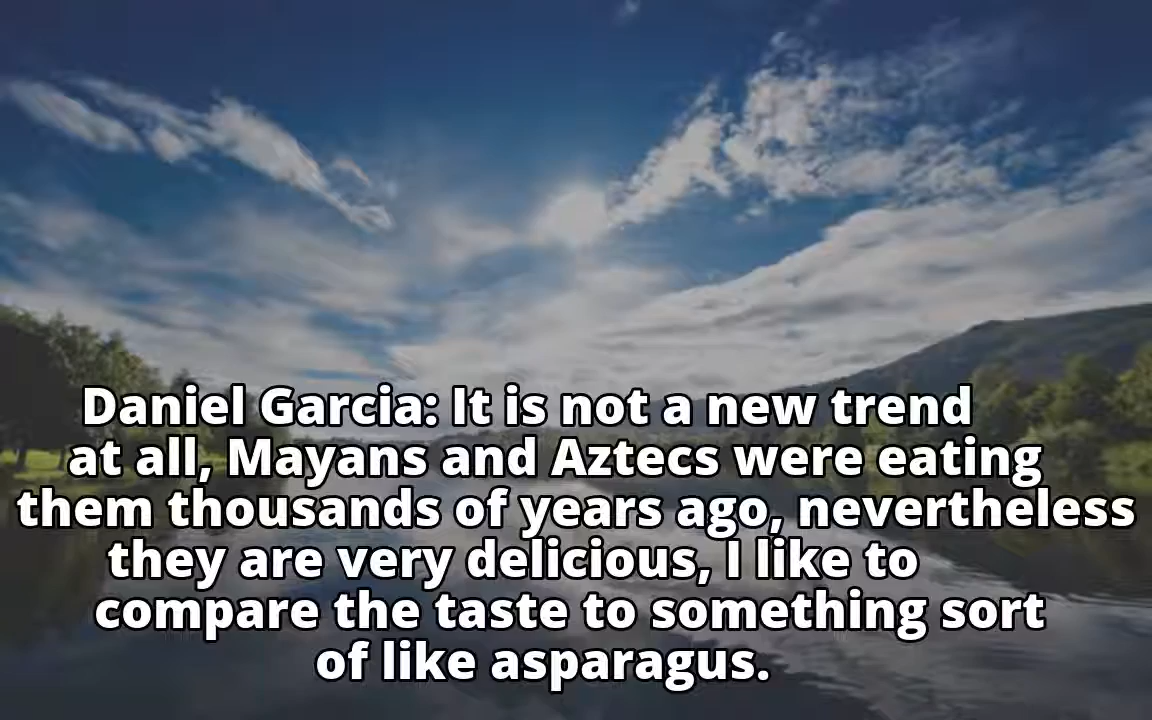 Daniel Garcia: It is not a new trend
at all, Mayans and Aztecs were eating
them thousands of years ago, nevertheless
they are very delicious, I like to
compare the taste to something sort
of like asparagus.